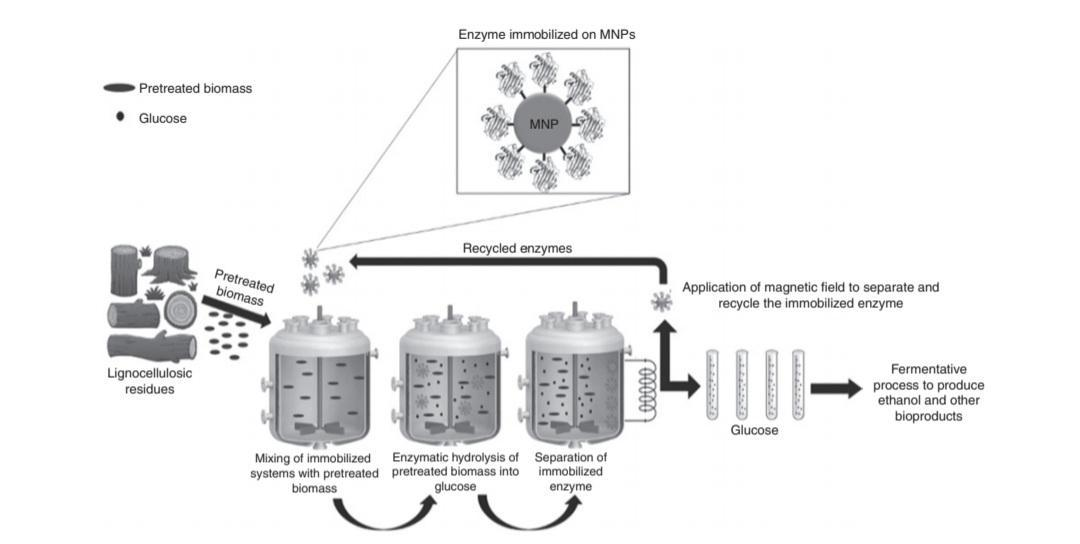 Enzyme immobilized on MNPs
Pretreated biomass
Glucose
MNP
Recycled enzymes
Pretreated
biomass
Application of magnetic field to separate and
recycle the immobilized enzyme
Lignocellulosic
residues
Fermentative
process to produce
ethanol and other
bioproducts
Glucose
Mixing of immobilized
systems with pretreated
biomass
Enzymatic hydrolysis of
pretreated biomass into
glucose
Separation of
immobilized
enzyme